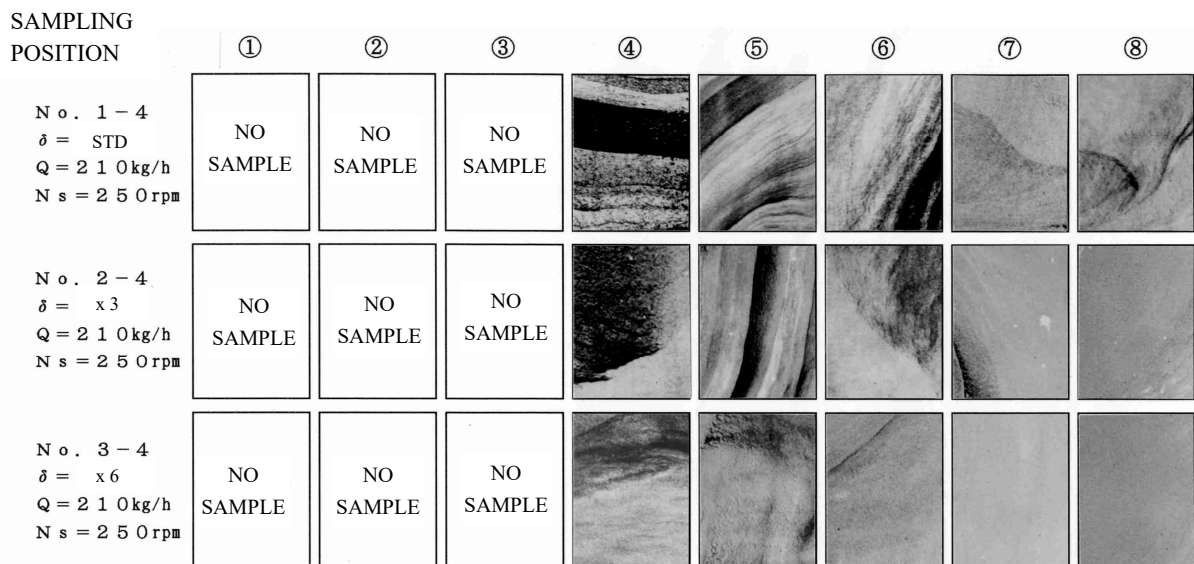 SAMPLING
POSITION
① ② ③ ④ ⑤ ⑥ ⑦ ⑧
No. 1-4
δ = STD
Q=210kg/h
Ns=250rpm
NO
SAMPLE
NO
SAMPLE
NO
SAMPLE
No. 2-4
δ = x 3
Q=210kg/h
Ns=250rpm
NO
SAMPLE
NO
SAMPLE
NO
SAMPLE
No. 3-4
δ = x 6
Q=210kg/h
Ns=250rpm
NO
SAMPLE
NO
SAMPLE
NO
SAMPLE